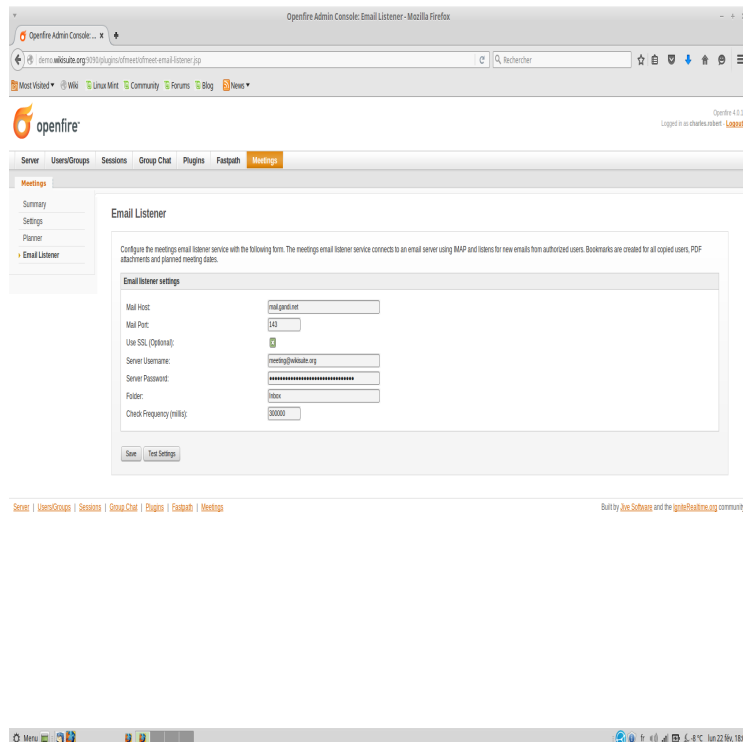 Openfire Admin Console: Email Listener - Mozilla Firefox
Openfire Admin Console: ...
demo.wikisuite.org:9090/plugins/ofmeet/ofmeet-email-listener.jsp
Rechercher
Most Visited Wiki Linux Mint Community Forums Blog News
openfire
Openfire 4.0.
Logged in as charles.robert - Logout
Server Users/Groups Sessions Group Chat Plugins Fastpath Meetings
Meetings
Summary
Settings
Planner
Email Listener
Email Listener
Configure the meetings email listener service with the following form. The meetings email listener service connects to an email server using IMAP and listens for new emails from authorized users. Bookmarks are created for all copied users, PDF
attachments and planned meeting dates.
Email listener settings
Mail Host: mail.gandi.net
Mail Port: 143
Use SSL (Optional):
Server Username: meeting@wikisuite.org
Server Password:
Folder: Inbox
Check Frequency (millis): 300000
Save Test Settings
Server | Users/Groups | Sessions | Group Chat | Plugins | Fastpath | Meetings
Built by Jive Software and the IgniteRealtime.org community
Menu
fr -8 °C lun 22 fév, 18: